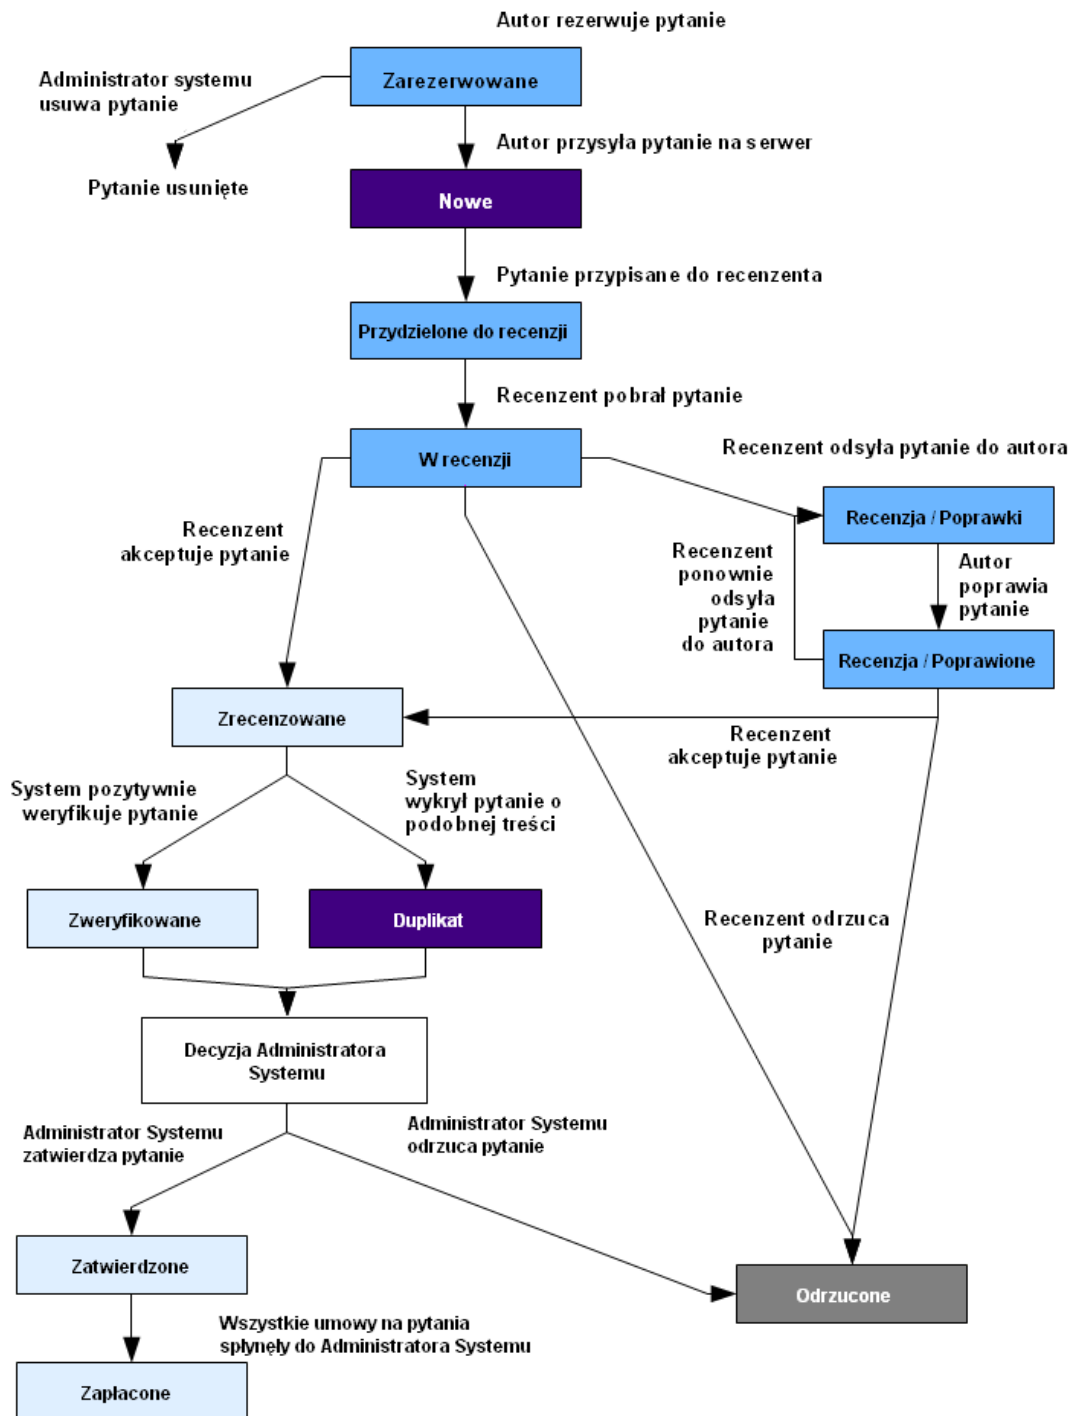 Autor rezerwuje pytanie
Zarezerwowane
Administrator systemu
usuwa pytanie
Autor przysyła pytanie na serwer
Pytanie usunięte
Nowe
Pytanie przypisane do recenzenta
Przydzielone do recenzji
Recenzent pobrał pytanie
W recenzji
Recenzent odsyła pytanie do autora
Recenzja / Poprawki
Recenzent
akceptuje pytanie
Recenzent
ponownie
odsyła
pytanie
do autora
Autor
poprawia
pytanie
Recenzja / Poprawione
Zrecenzowane
Recenzent
akceptuje pytanie
System pozytywnie
weryfikuje pytanie
System
wykrył pytanie o
podobnej treści
Zweryfikowane
Duplikat
Recenzent odrzuca
pytanie
Decyzja Administratora
Systemu
Administrator Systemu
zatwierdza pytanie
Administrator Systemu
odrzuca pytanie
Zatwierdzone
Odrzucone
Wszystkie umowy na pytania
spłynęły do Administratora Systemu
Zapłacone